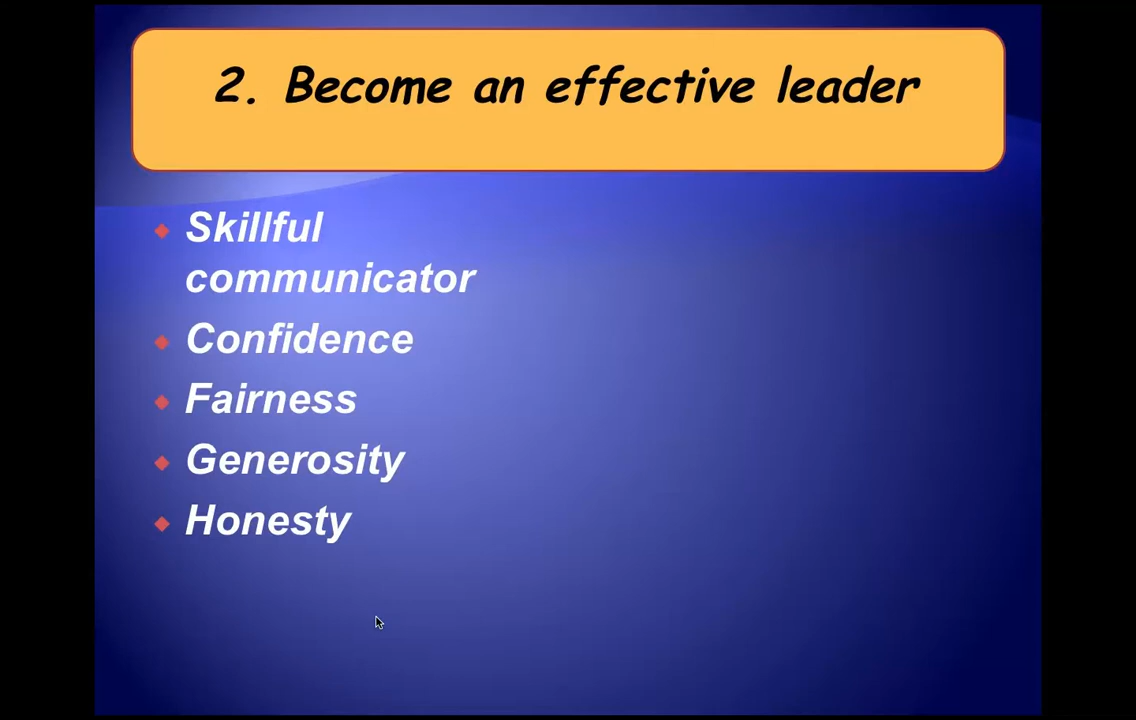 2. Become an effective leader
Skillful
communicator
Confidence
Fairness
Generosity
Honesty